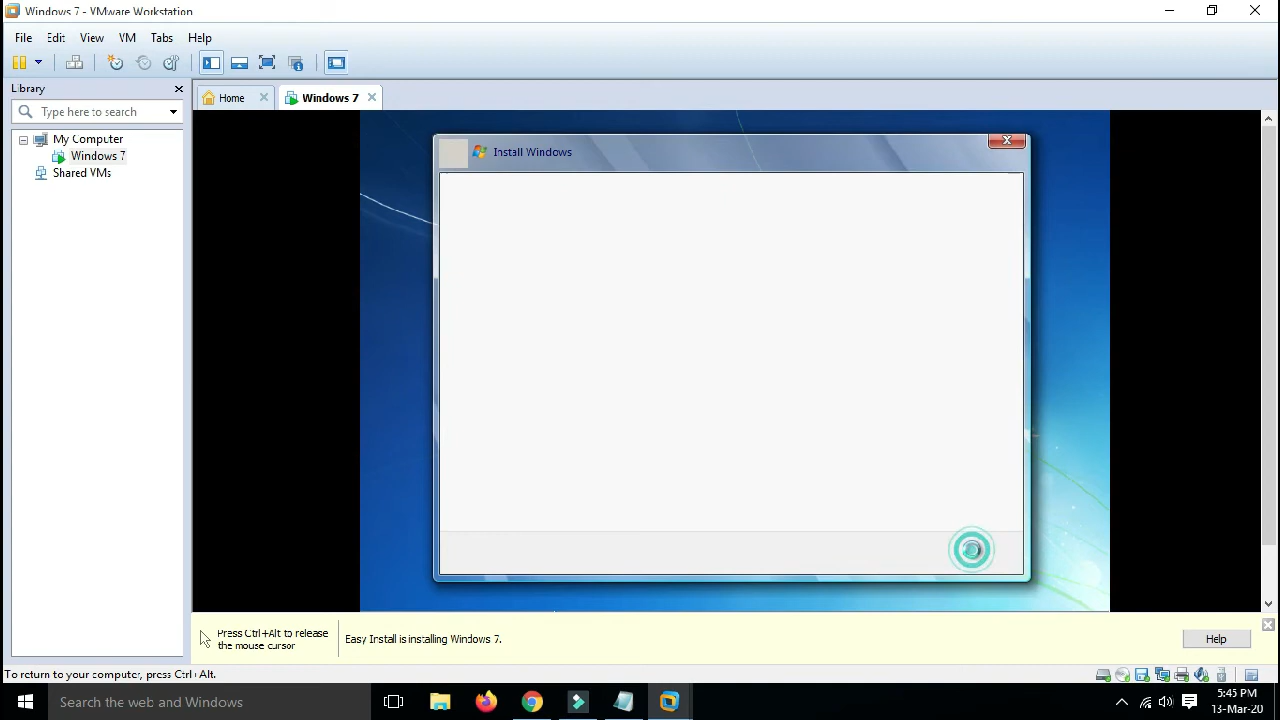 Windows 7 - VMware Workstation
File Edit View VM Tabs Help
Library
Type here to search
My Computer
Windows 7
Shared VMs
Home
Windows 7
Install Windows
Press Ctrl+Alt to release
the mouse cursor
Easy Install is installing Windows 7.
Help
To return to your computer, press Ctrl+Alt.
Search the web and Windows
5:45 PM
13-Mar-20